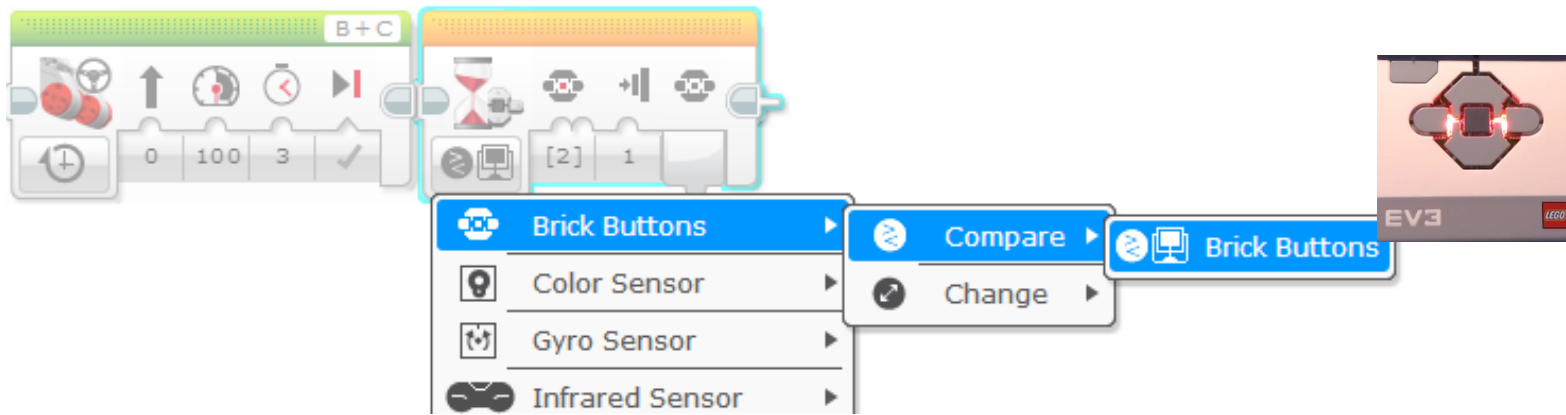 B+C
0 100 3
[2] 1
Brick Buttons
Color Sensor
Gyro Sensor
Infrared Sensor
Compare
Change
Brick Buttons
EV3
LEGO